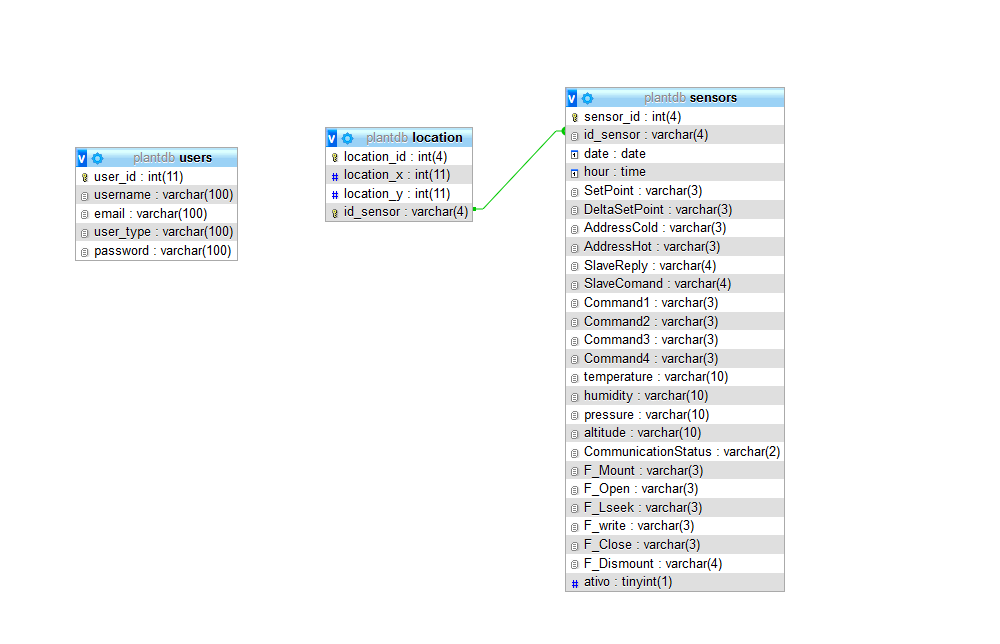 plantdb users
user_id : int(11)
username : varchar(100)
email : varchar(100)
user_type : varchar(100)
password : varchar(100)
plantdb location
location_id : int(4)
location_x : int(11)
location_y : int(11)
id_sensor : varchar(4)
plantdb sensors
sensor_id : int(4)
id_sensor : varchar(4)
date : date
hour : time
SetPoint : varchar(3)
DeltaSetPoint : varchar(3)
AddressCold : varchar(3)
AddressHot : varchar(3)
SlaveReply : varchar(4)
SlaveComand : varchar(4)
Command1 : varchar(3)
Command2 : varchar(3)
Command3 : varchar(3)
Command4 : varchar(3)
temperature : varchar(10)
humidity : varchar(10)
pressure : varchar(10)
altitude : varchar(10)
CommunicationStatus : varchar(2)
F_Mount : varchar(3)
F_Open : varchar(3)
F_Lseek : varchar(3)
F_write : varchar(3)
F_Close : varchar(3)
F_Dismount : varchar(4)
ativo : tinyint(1)